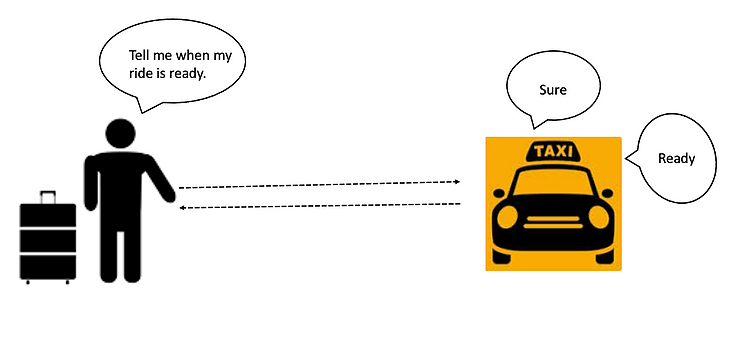 Tell me when my
ride is ready.
Sure
TAXI
Ready